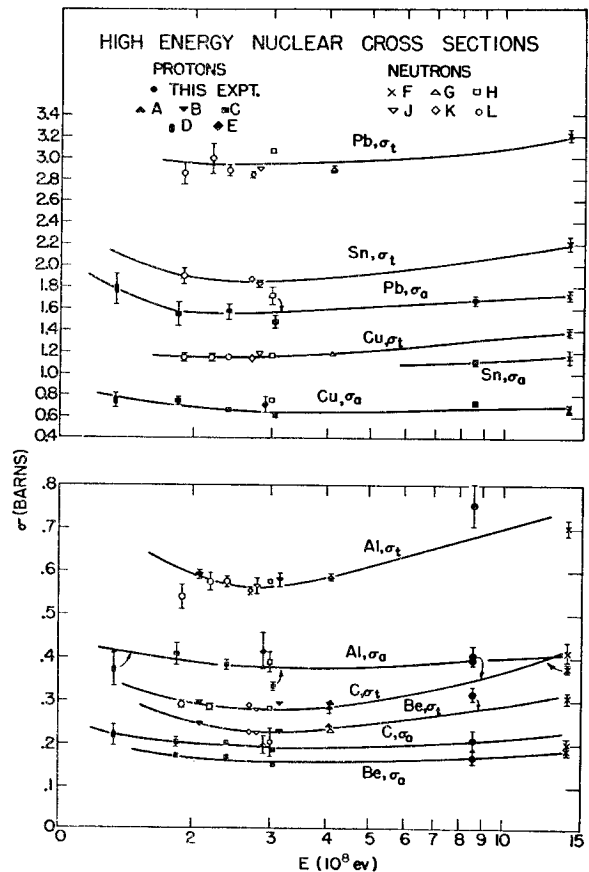 HIGH ENERGY NUCLEAR CROSS SECTIONS
PROTONS
THIS EXPT.
A B C
D E
NEUTRONS
F G H
J K L
3.4
3.2
3.0
2.8
2.6
2.4
2.2
2.0
1.8
1.6
1.4
1.2
1.0
0.8
0.6
0.4
Pb, σt
Sn, σt
Pb, σa
Cu, σt
Sn, σa
Cu, σa
σ (BARNS)
.8
.7
.6
.5
.4
.3
.2
.1
0
Al, σt
Al, σa
C, σt
Be, σt
C, σa
Be, σa
0 2 3 4 5 6 7 8 9 10 15
E (10⁸ ev)